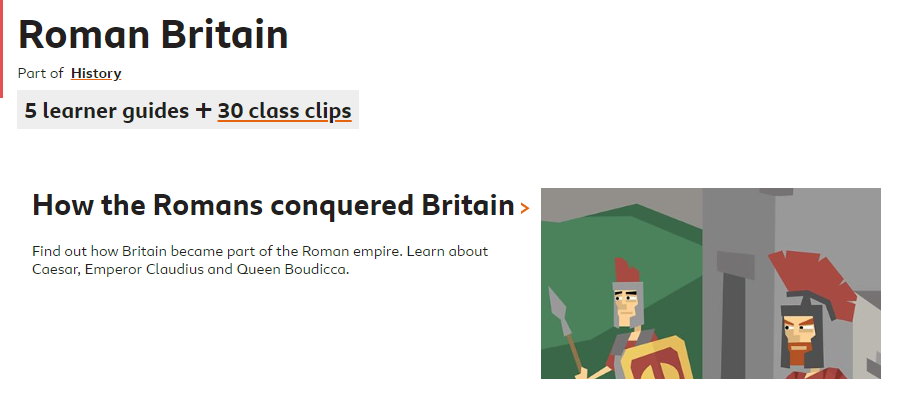 Roman Britain
Part of History
5 learner guides + 30 class clips
How the Romans conquered Britain >
Find out how Britain became part of the Roman empire. Learn about
Caesar, Emperor Claudius and Queen Boudicca.